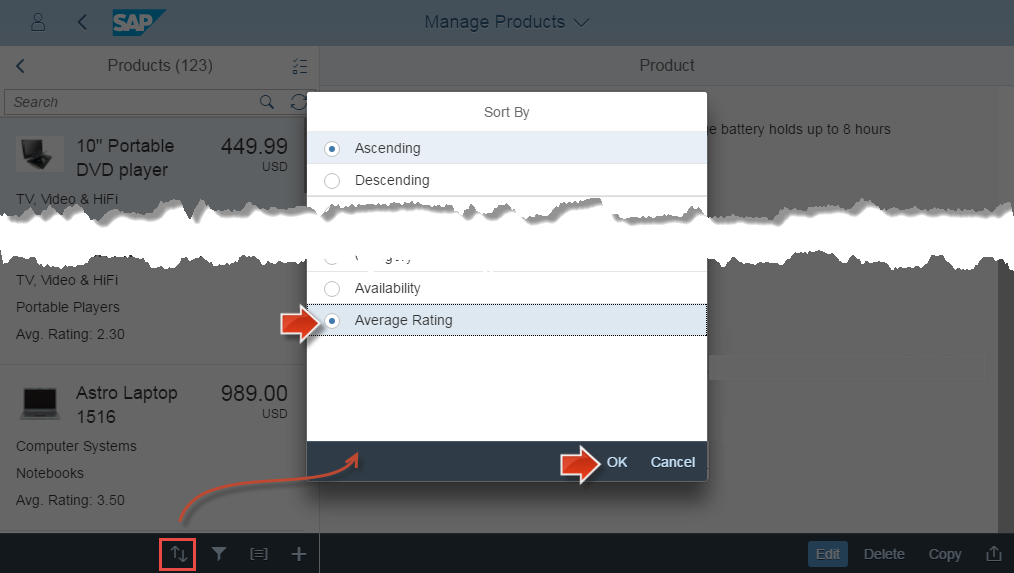 SAP
Manage Products
Products (123)
Product
Search
10" Portable
DVD player
449.99
USD
TV, Video & HiFi
TV, Video & HiFi
Portable Players
Avg. Rating: 2.30
Astro Laptop
1516
989.00
USD
Computer Systems
Notebooks
Avg. Rating: 3.50
Sort By
Ascending
Descending
Availability
Average Rating
OK Cancel
battery holds up to 8 hours
Edit Delete Copy